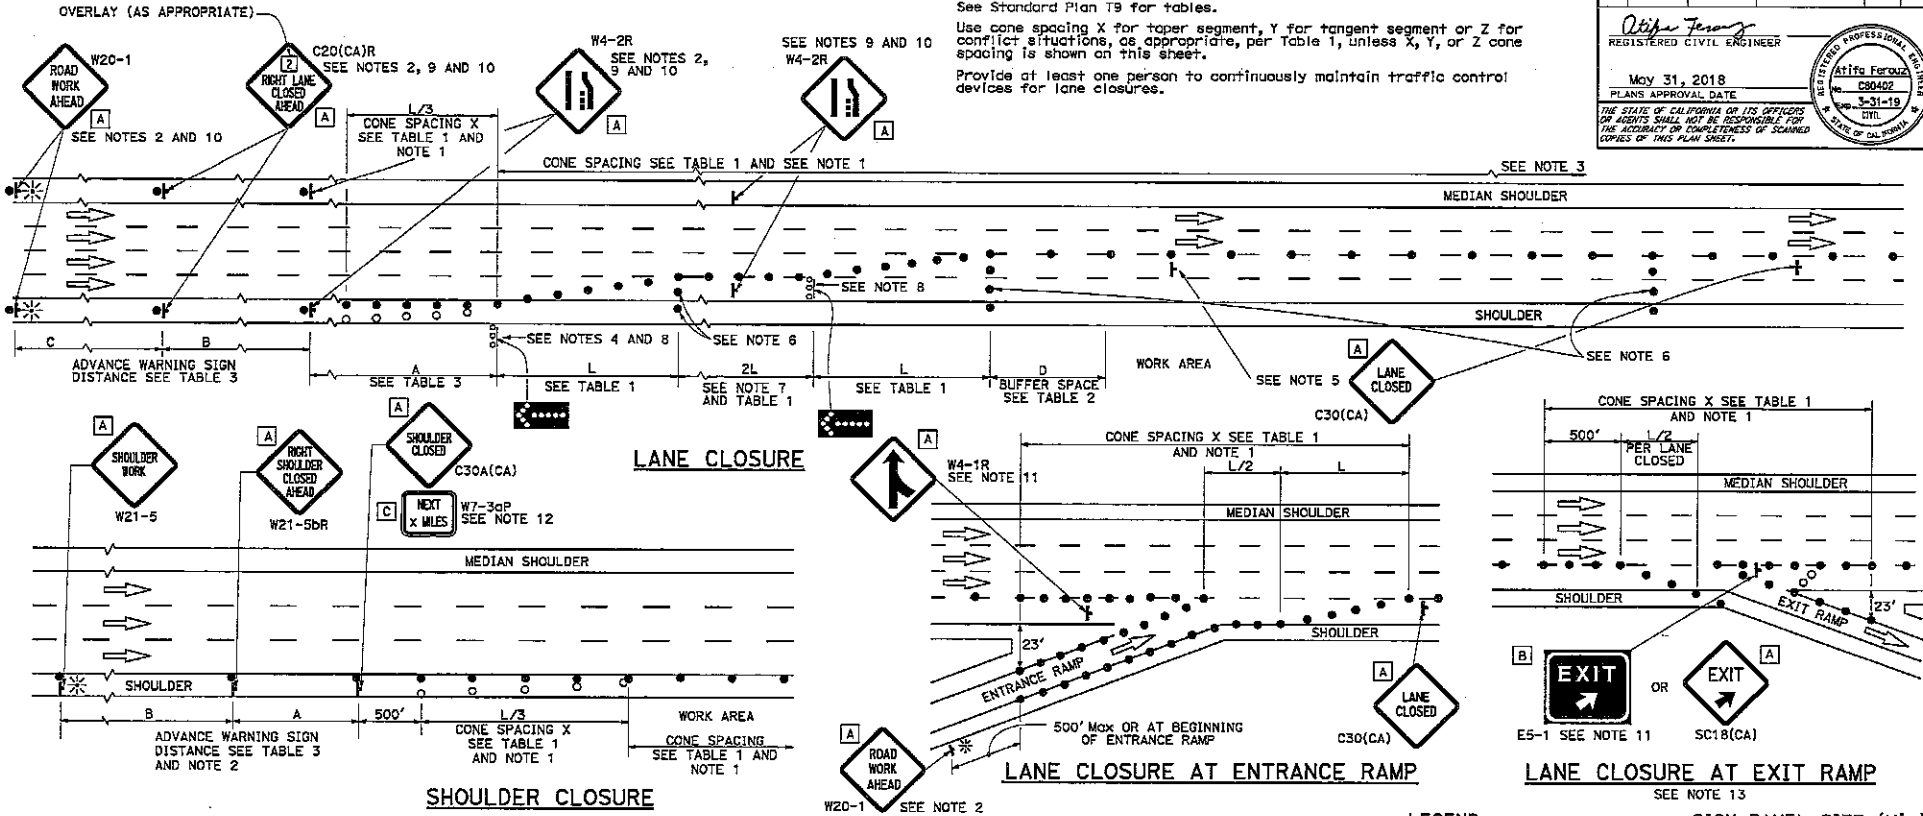 OVERLAY (AS APPROPRIATE)
See Standard Plan T9 for tables.
Use cone spacing X for taper segment, Y for tangent segment or Z for
conflict situations, as appropriate, per Table 1, unless X, Y, or Z cone
spacing is shown on this sheet.
Provide at least one person to continuously maintain traffic control
devices for lane closures.
Atifa Ferouz
REGISTERED CIVIL ENGINEER
May 31, 2018
PLANS APPROVAL DATE
THE STATE OF CALIFORNIA OR ITS OFFICERS
OR AGENTS SHALL NOT BE RESPONSIBLE FOR
THE ACCURACY OR COMPLETENESS OF SCANNED
COPIES OF THIS PLAN SHEET.
REGISTERED PROFESSIONAL ENGINEER
Atifa Ferouz
No. C80402
Exp. 3-31-19
CIVIL
STATE OF CALIFORNIA
ROAD
WORK
AHEAD
W20-1
A
SEE NOTES 2 AND 10
1
2
RIGHT LANE
CLOSED
AHEAD
C20(CA)R
SEE NOTES 2, 9 AND 10
A
L/3
CONE SPACING X
SEE TABLE 1 AND
NOTE 1
W4-2R
SEE NOTES 2,
9 AND 10
A
SEE NOTES 9 AND 10
W4-2R
A
CONE SPACING SEE TABLE 1 AND SEE NOTE 1
SEE NOTE 3
MEDIAN SHOULDER
SEE NOTE 8
SHOULDER
SEE NOTES 4 AND 8
SEE NOTE 6
SEE NOTE 6
C
B
ADVANCE WARNING SIGN
DISTANCE SEE TABLE 3
A
SEE TABLE 3
L
SEE TABLE 1
2L
SEE NOTE 7
AND TABLE 1
L
SEE TABLE 1
D
BUFFER SPACE
SEE TABLE 2
WORK AREA
SEE NOTE 5
A
LANE
CLOSED
C30(CA)
LANE CLOSURE
A
SHOULDER
WORK
W21-5
A
RIGHT
SHOULDER
CLOSED
AHEAD
W21-5bR
A
SHOULDER
CLOSED
C30A(CA)
C
NEXT
X MILES
W7-3aP
SEE NOTE 12
MEDIAN SHOULDER
SHOULDER
B
A
500'
L/3
WORK AREA
ADVANCE WARNING SIGN
DISTANCE SEE TABLE 3
AND NOTE 2
CONE SPACING X
SEE TABLE 1
AND NOTE 1
CONE SPACING
SEE TABLE 1 AND
NOTE 1
SHOULDER CLOSURE
A
W4-1R
SEE NOTE 11
CONE SPACING X SEE TABLE 1
AND NOTE 1
L/2
L
MEDIAN SHOULDER
SHOULDER
23'
ENTRANCE RAMP
A
LANE
CLOSED
C30(CA)
500' Max OR AT BEGINNING
OF ENTRANCE RAMP
A
ROAD
WORK
AHEAD
W20-1
SEE NOTE 2
LANE CLOSURE AT ENTRANCE RAMP
CONE SPACING X SEE TABLE 1
AND NOTE 1
500'
L/2
PER LANE
CLOSED
MEDIAN SHOULDER
SHOULDER
EXIT RAMP
23'
B
EXIT
OR
EXIT
A
E5-1 SEE NOTE 11
SC18(CA)
LANE CLOSURE AT EXIT RAMP
SEE NOTE 13